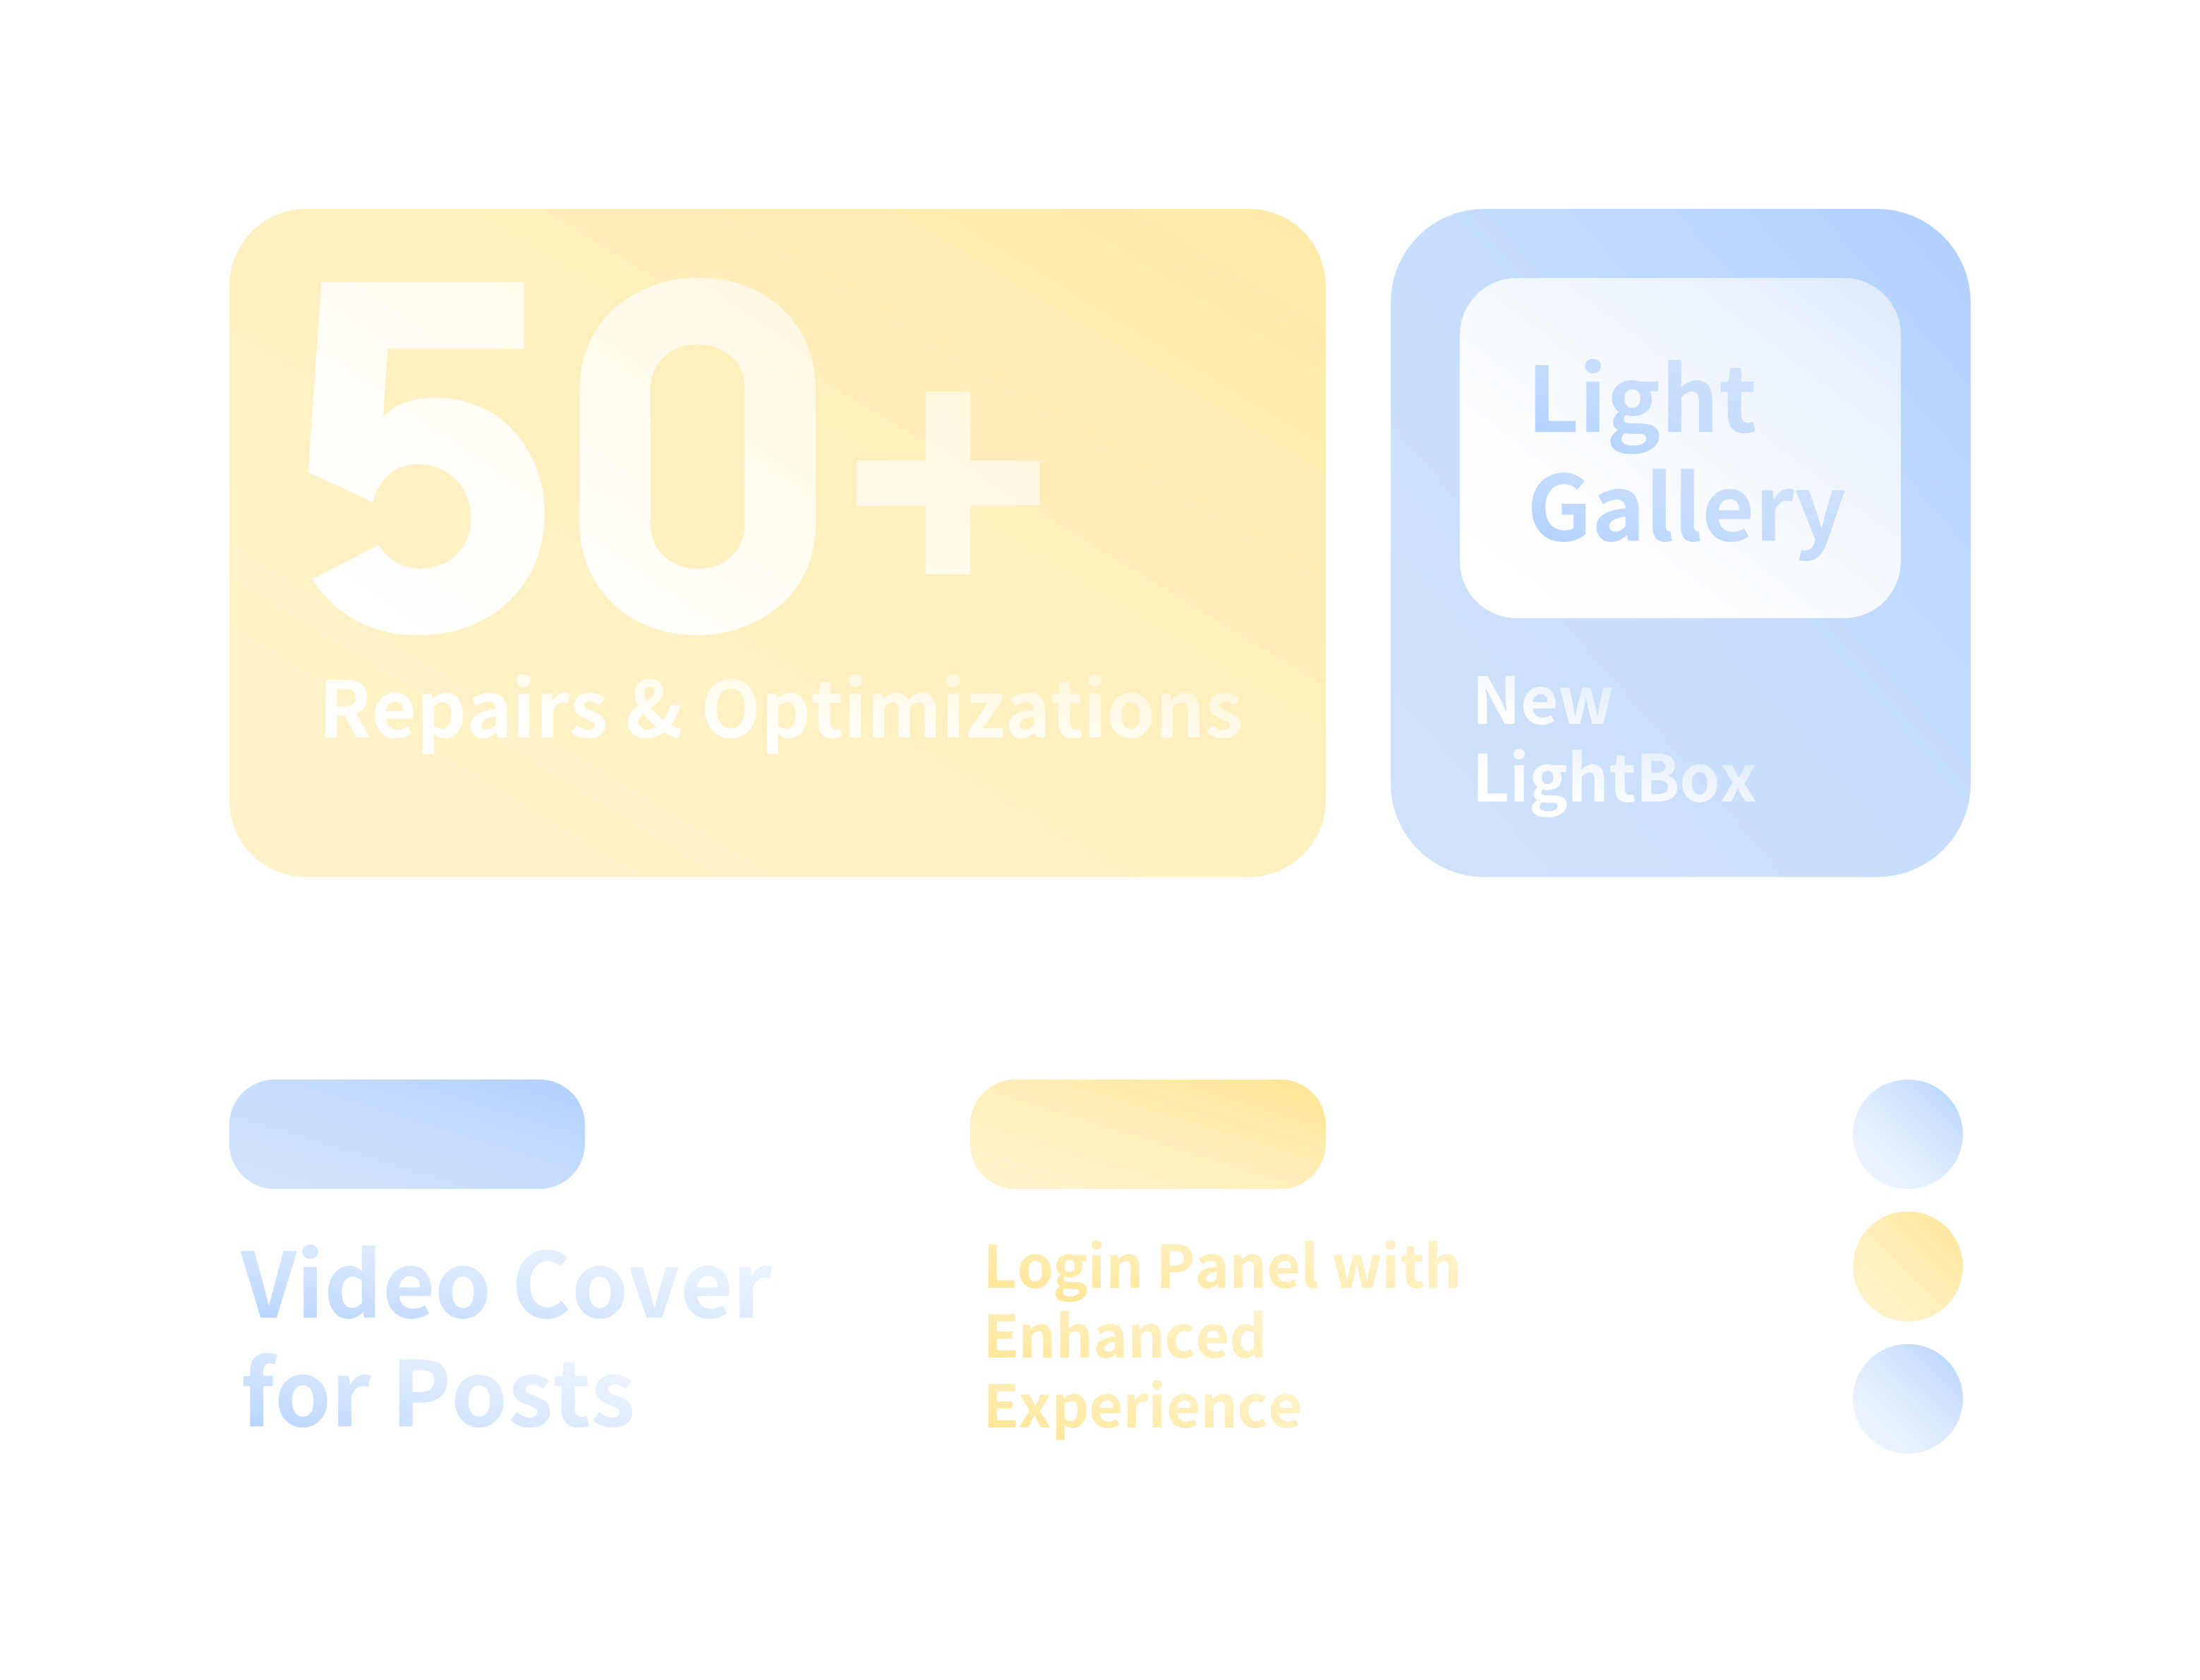 50+
Repairs & Optimizations
Light
Gallery
New
LightBox
Video Cover
for Posts
Login Panel with
Enhanced
Experience